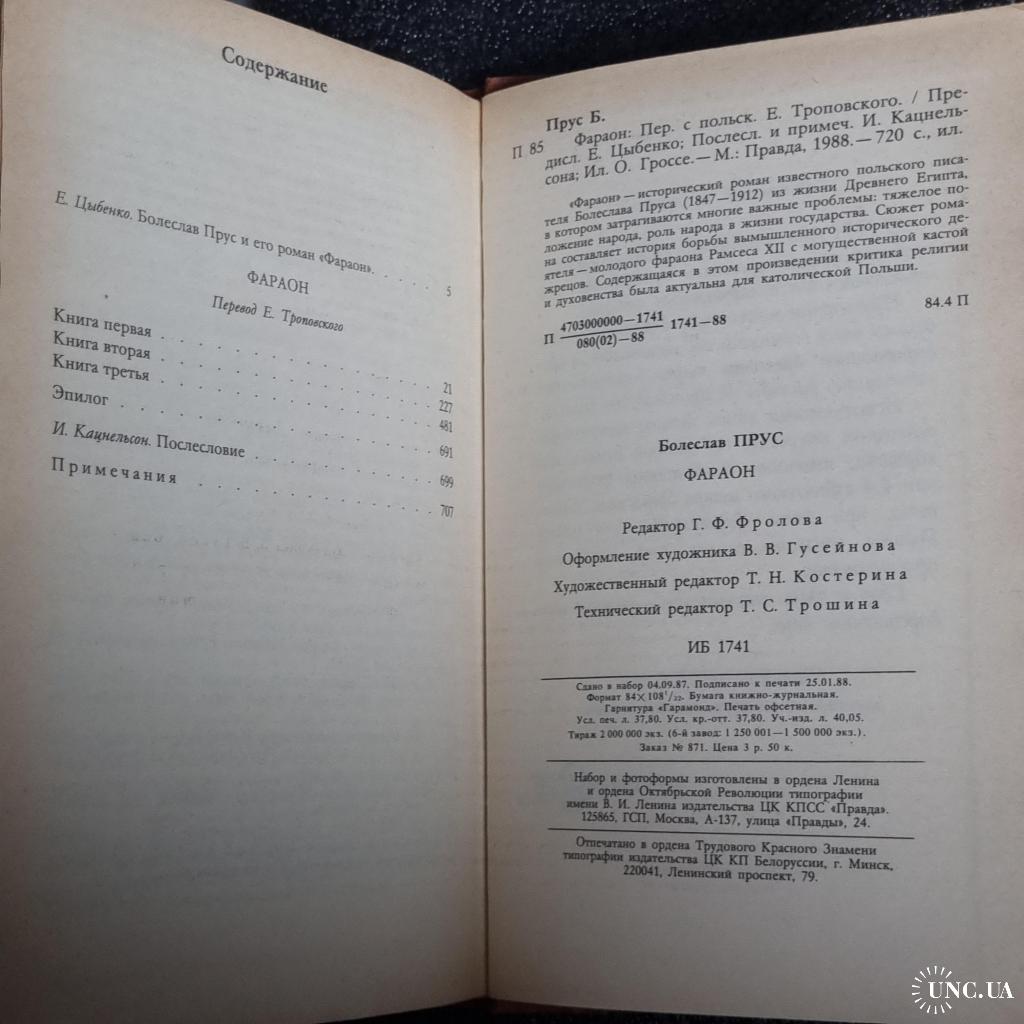 Содержание
Е. Цыбенко. Болеслав Прус и его роман «Фараон». . . . . 5
ФАРАОН
Перевод Е. Троповского
Книга первая . . . . . . . . . . . . . . . 21
Книга вторая . . . . . . . . . . . . . . . 227
Книга третья . . . . . . . . . . . . . . . 481
Эпилог . . . . . . . . . . . . . . . . . 691
И. Кацнельсон. Послесловие . . . . . . . . . . . 699
Примечания . . . . . . . . . . . . . . 707
Прус Б.
П 85 Фараон: Пер. с польск. Е. Троповского. / Пре-
дисл. Е. Цыбенко; Послесл. и примеч. И. Кацнель-
сона; Ил. О. Гроссе.— М.: Правда, 1988.— 720 с., ил.
«Фараон» — исторический роман известного польского писа-
теля Болеслава Пруса (1847—1912) из жизни Древнего Египта,
в котором затрагиваются многие важные проблемы: тяжелое по-
ложение народа, роль народа в жизни государства. Сюжет рома-
на составляет история борьбы вымышленного исторического де-
ятеля — молодого фараона Рамсеса XII с могущественной кастой
жрецов. Содержащаяся в этом произведении критика религии
и духовенства была актуальна для католической Польши.
П 4703000000—1741 1741—88
080(02)—88
84.4 П
Болеслав ПРУС
ФАРАОН
Редактор Г. Ф. Фролова
Оформление художника В. В. Гусейнова
Художественный редактор Т. Н. Костерина
Технический редактор Т. С. Трошина
ИБ 1741
Сдано в набор 04.09.87. Подписано к печати 25.01.88.
Формат 84×108¹/₃₂. Бумага книжно-журнальная.
Гарнитура «Гарамонд». Печать офсетная.
Усл. печ. л. 37,80. Усл. кр.-отт. 37,80. Уч.-изд. л. 40,05.
Тираж 2 000 000 экз. (6-й завод: 1 250 001—1 500 000 экз.).
Заказ № 871. Цена 3 р. 50 к.
Набор и фотоформы изготовлены в ордена Ленина
и ордена Октябрьской Революции типографии
имени В. И. Ленина издательства ЦК КПСС «Правда».
125865, ГСП, Москва, А-137, улица «Правды», 24.
Отпечатано в ордена Трудового Красного Знамени
типографии издательства ЦК КП Белоруссии, г. Минск,
220041, Ленинский проспект, 79.
UNC.UA